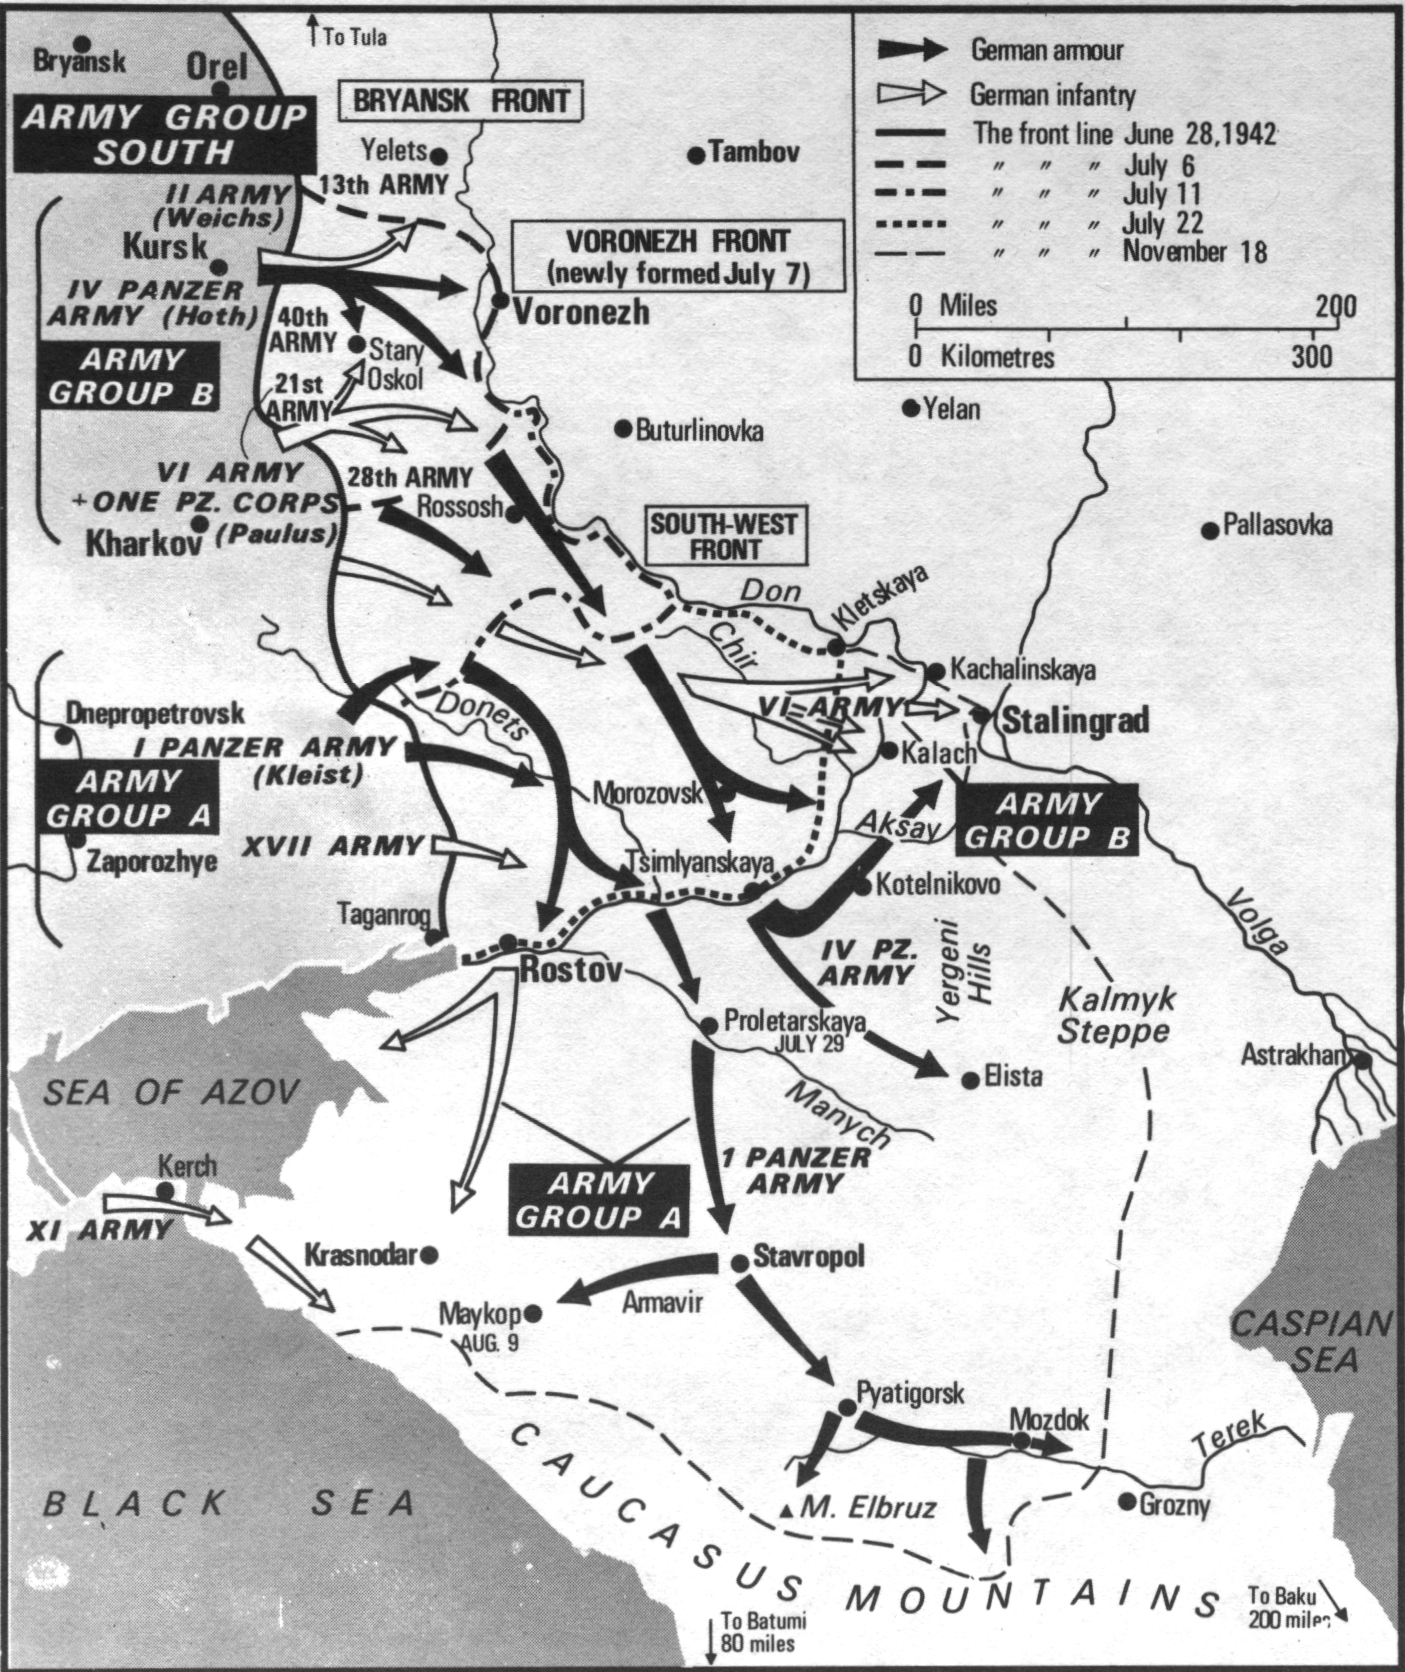 To Tula
Bryansk
Orel
ARMY GROUP
SOUTH
BRYANSK FRONT
Yelets
13th ARMY
Tambov
German armour
German infantry
The front line June 28,1942
" " " July 6
" " " July 11
" " " July 22
" " " November 18
0 Miles 200
0 Kilometres 300
II ARMY
(Weichs)
Kursk
IV PANZER
ARMY (Hoth)
VORONEZH FRONT
(newly formed July 7)
Voronezh
40th
ARMY
Stary
Oskol
ARMY
GROUP B
21st
ARMY
Yelan
Buturlinovka
VI ARMY
+ ONE PZ. CORPS
(Paulus)
28th ARMY
Rossosh
Kharkov
SOUTH-WEST
FRONT
Pallasovka
Don
Kletskaya
Chir
Kachalinskaya
VI ARMY
Stalingrad
Kalach
Dnepropetrovsk
Donets
I PANZER ARMY
(Kleist)
ARMY
GROUP A
Morozovsk
ARMY
GROUP B
Aksay
Zaporozhye
XVII ARMY
Tsimlyanskaya
Kotelnikovo
Taganrog
Rostov
IV PZ.
ARMY
Yergeni
Hills
Volga
Kalmyk
Steppe
Proletarskaya
JULY 29
Astrakhan
Elista
Manych
SEA OF AZOV
Kerch
XI ARMY
1 PANZER
ARMY
ARMY
GROUP A
Krasnodar
Stavropol
Armavir
Maykop
AUG. 9
CASPIAN
SEA
Pyatigorsk
Mozdok
Terek
Grozny
M. Elbruz
BLACK SEA
CAUCASUS MOUNTAINS
To Batumi
80 miles
To Baku
200 miles